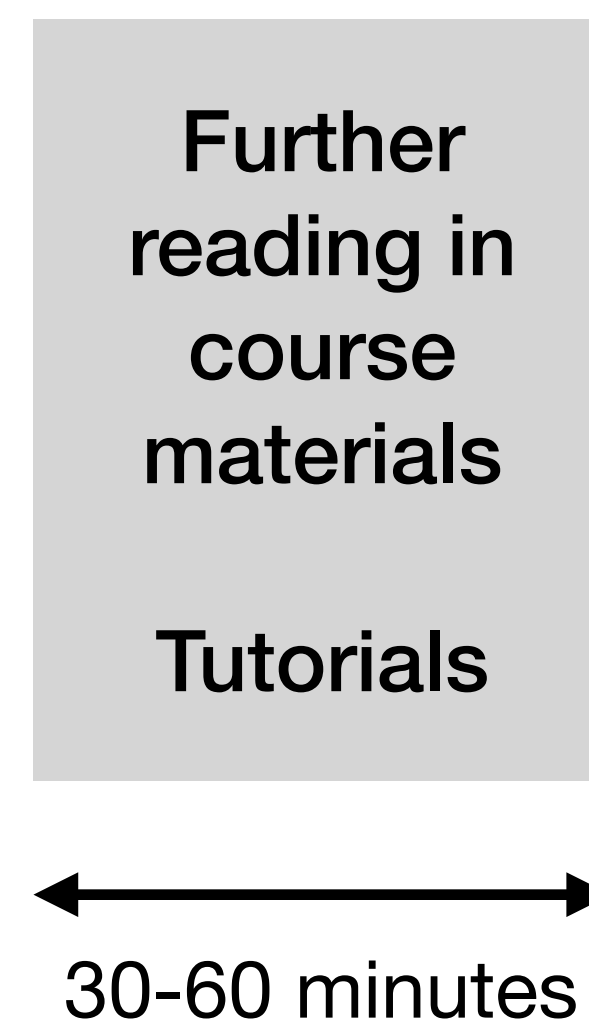 Further
reading in
course
materials
Tutorials
30-60 minutes